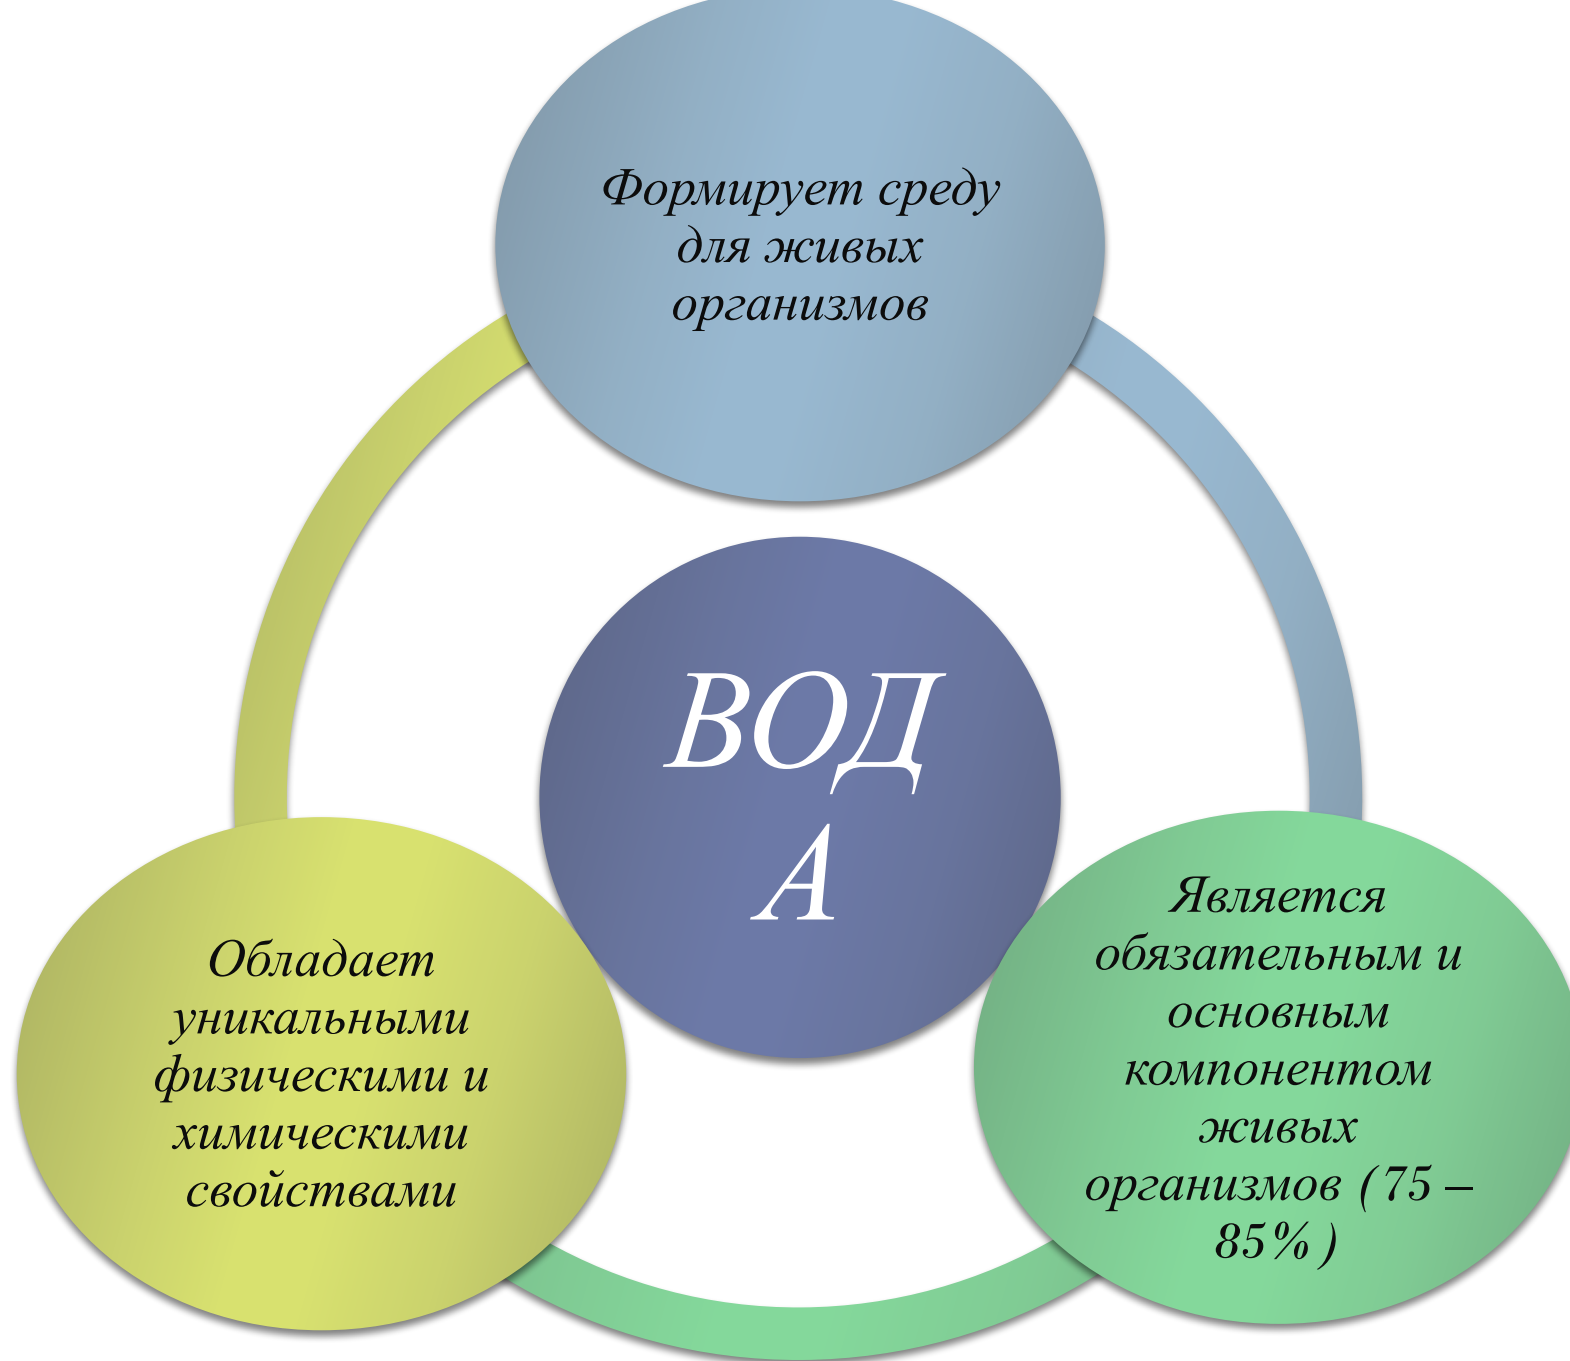 Формирует среду
для живых
организмов
ВОД
А
Обладает
уникальными
физическими и
химическими
свойствами
Является
обязательным и
основным
компонентом
живых
организмов (75 –
85%)